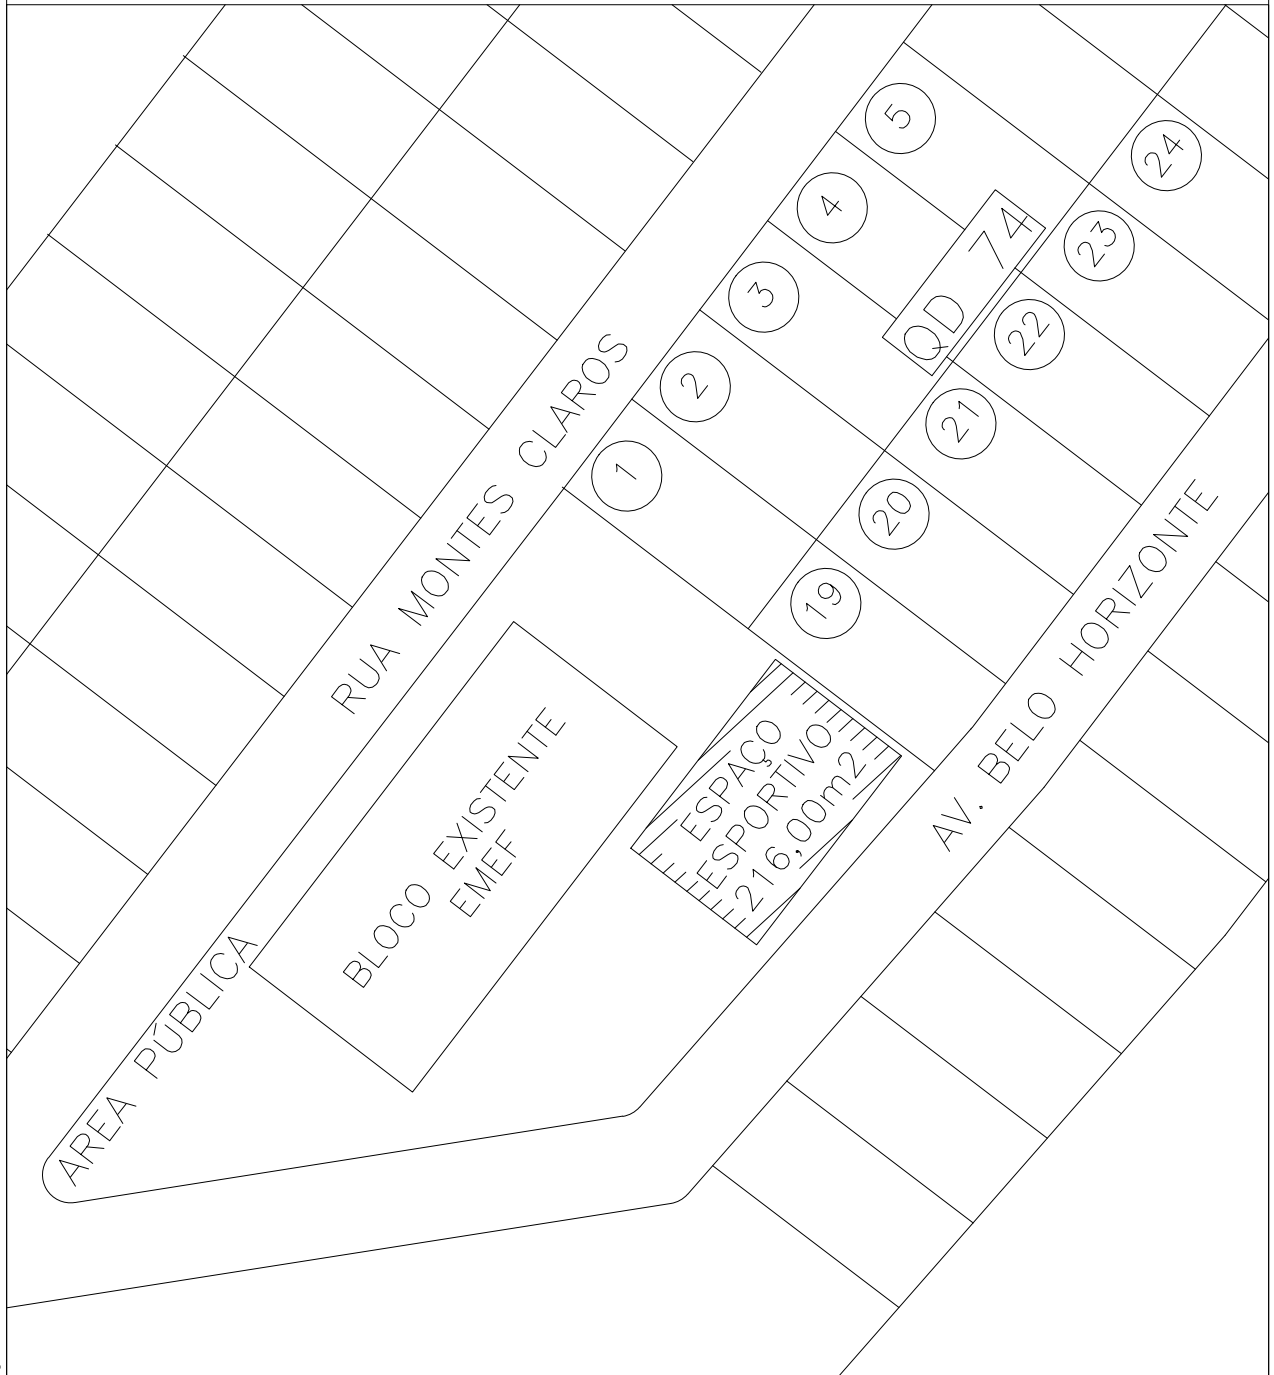 5
4
3
2
1
QD 74
24
23
22
21
20
19
RUA MONTES CLAROS
AV. BELO HORIZONTE
ESPAÇO
ESPORTIVO
216,00m2
BLOCO EXISTENTE
EMEF
AREA PÚBLICA